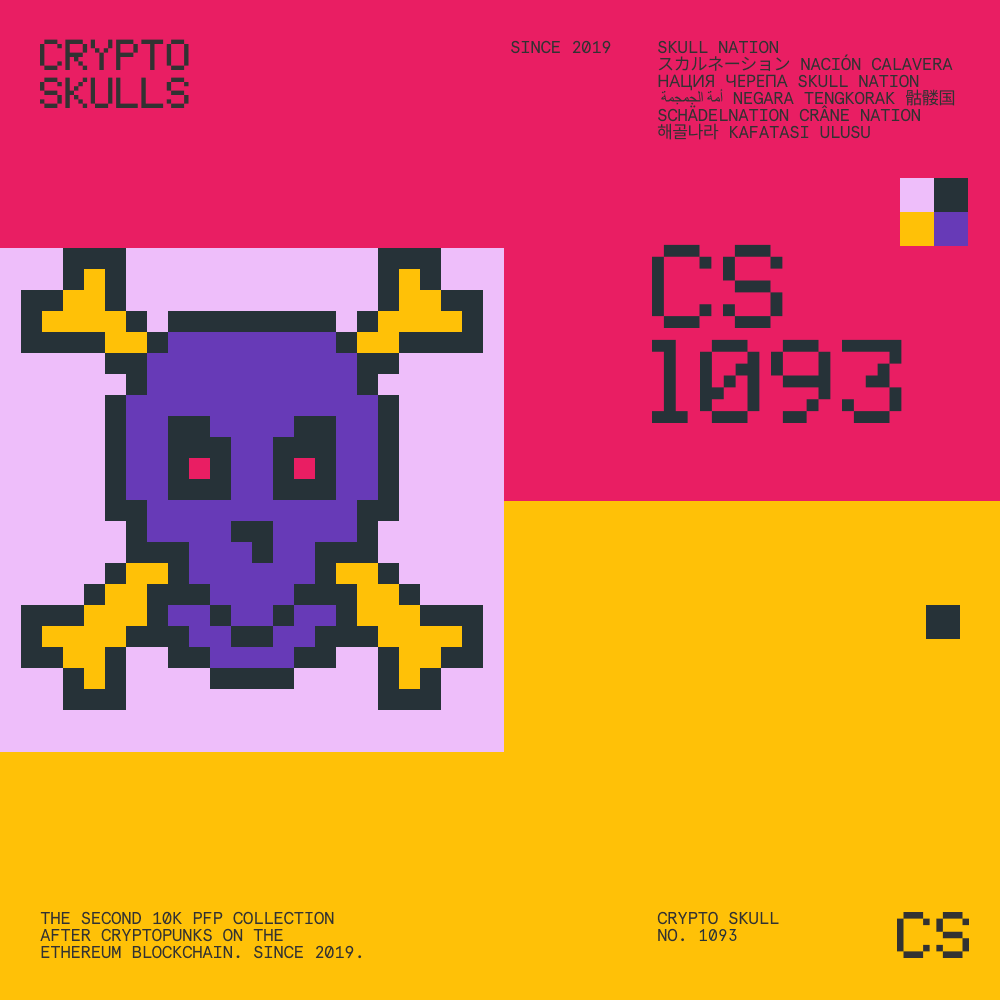 CRYPTO
SKULLS
SINCE 2019
SKULL NATION
スカルネーション NACIÓN CALAVERA
НАЦИЯ ЧЕРЕПА SKULL NATION
أمة الجمجمة NEGARA TENGKORAK 骷髅国
SCHÄDELNATION CRÂNE NATION
해골나라 KAFATASI ULUSU
CS
1093
THE SECOND 10K PFP COLLECTION
AFTER CRYPTOPUNKS ON THE
ETHEREUM BLOCKCHAIN. SINCE 2019.
CRYPTO SKULL
NO. 1093
CS